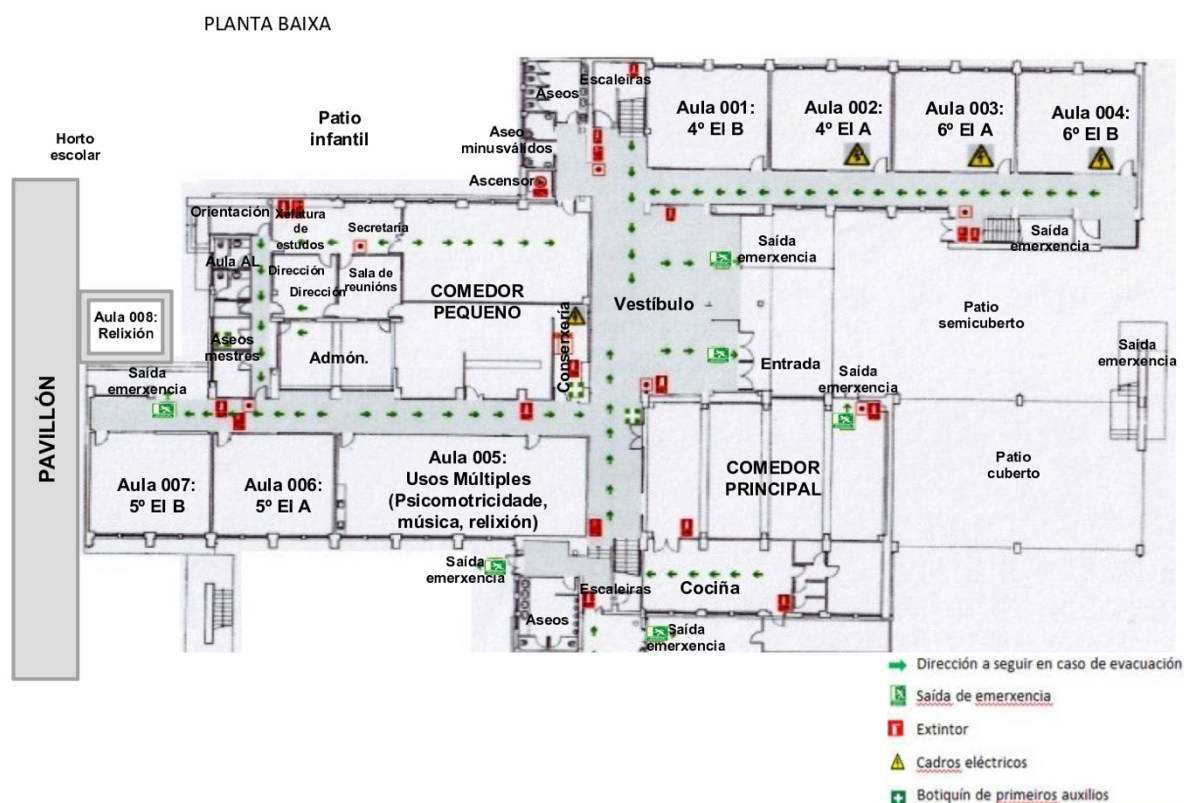 PLANTA BAIXA
Escaleiras
Aseos
Aula 001:
4º EI B
Aula 002:
4º EI A
Aula 003:
6º EI A
Aula 004:
6º EI B
Patio
infantil
Horto
escolar
Aseo
minusválidos
Ascensor
Orientación
Xefatura
de
estudos
Secretaría
Saída
emerxencia
Saída
emerxencia
Aula AL
Dirección
Dirección
Sala de
reunións
COMEDOR
PEQUENO
Vestíbulo
Patio
semicuberto
Aula 008:
Relixión
Aseos
mestres
Admón.
Conserxería
Entrada
Saída
emerxencia
Saída
emerxencia
Saída
emerxencia
PAVILLÓN
Aula 007:
5º EI B
Aula 006:
5º EI A
Aula 005:
Usos Múltiples
(Psicomotricidade,
música, relixión)
COMEDOR
PRINCIPAL
Patio
cuberto
Saída
emerxencia
Escaleiras
Cociña
Aseos
Saída
emerxencia
Dirección a seguir en caso de evacuación
Saída de emerxencia
Extintor
Cadros eléctricos
Botiquín de primeiros auxilios